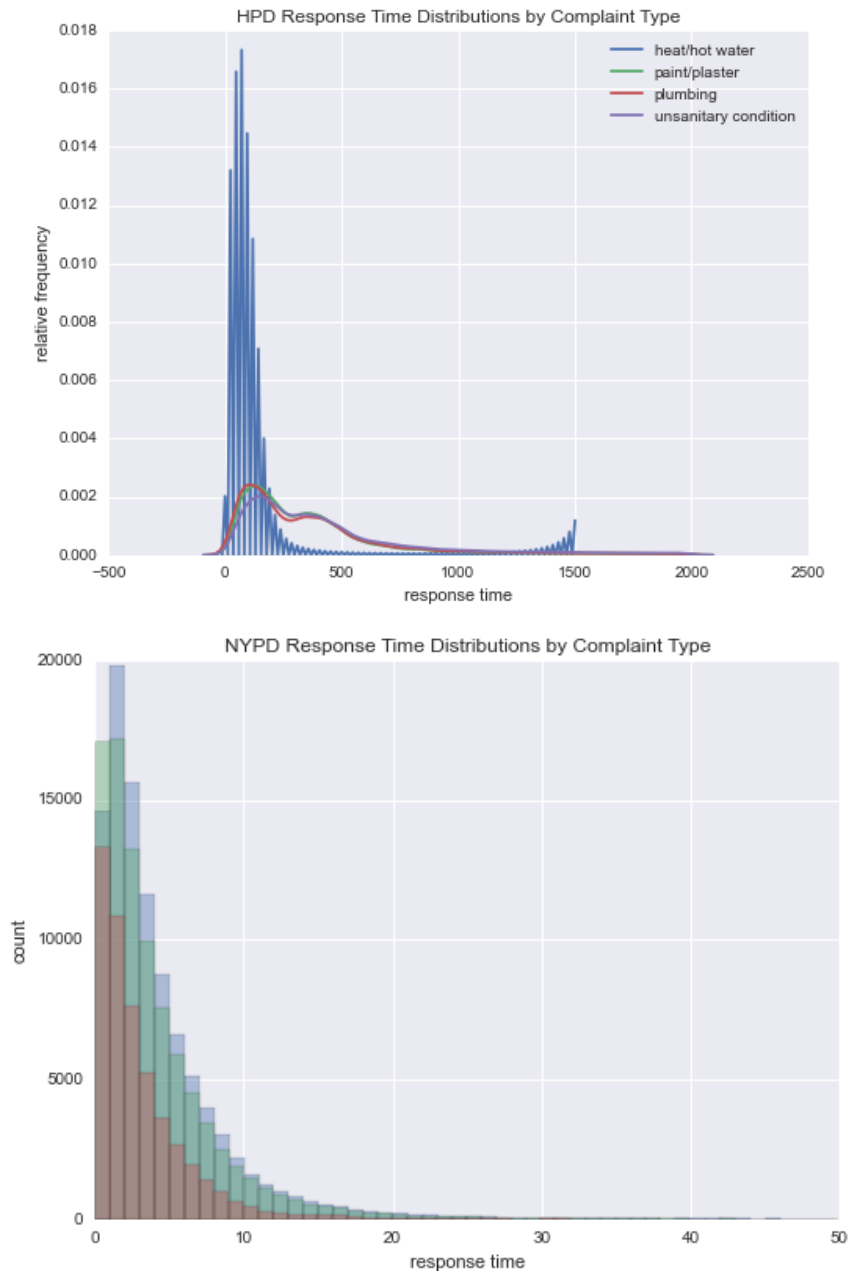 HPD Response Time Distributions by Complaint Type
0.018
heat/hot water
paint/plaster
0.016
plumbing
unsanitary condition
0.014
0.012
0.010
relative frequency
0.008
0.006
0.004
0.002
0.000
−500 0 500 1000 1500 2000 2500
response time
NYPD Response Time Distributions by Complaint Type
20000
15000
10000
count
5000
0
0 10 20 30 40 50
response time